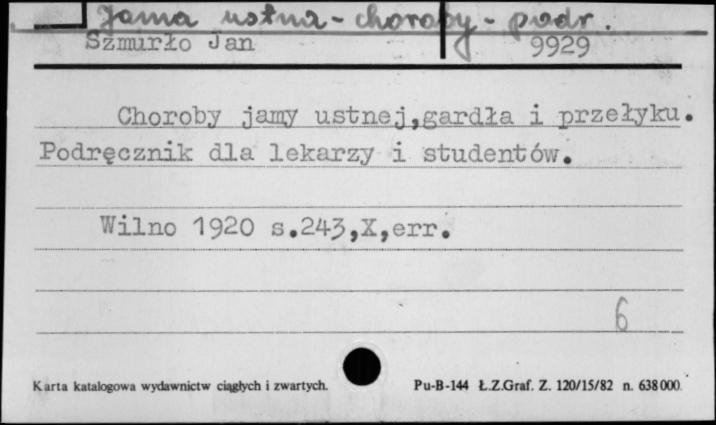 Jama ustna - choroby - podr.
Szmurło Jan 9929
Choroby jamy ustnej,gardła i przełyku.
Podręcznik dla lekarzy i studentów.
Wilno 1920 s.243,X,err.
6
Karta katalogowa wydawnictw ciągłych i zwartych. Pu-B-144 Ł.Z.Graf. Z. 120/15/82 n. 638000